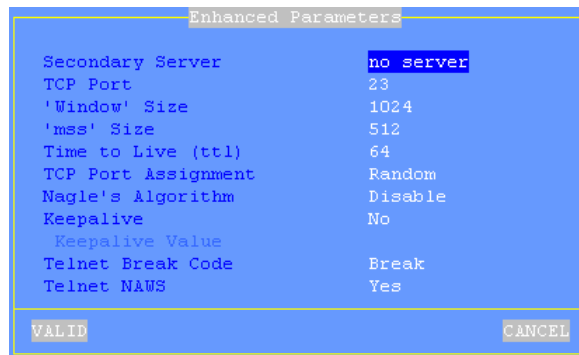 Enhanced Parameters
Secondary Server no server
TCP Port 23
'Window' Size 1024
'mss' Size 512
Time to Live (ttl) 64
TCP Port Assignment Random
Nagle's Algorithm Disable
Keepalive No
Keepalive Value
Telnet Break Code Break
Telnet NAWS Yes
VALID CANCEL